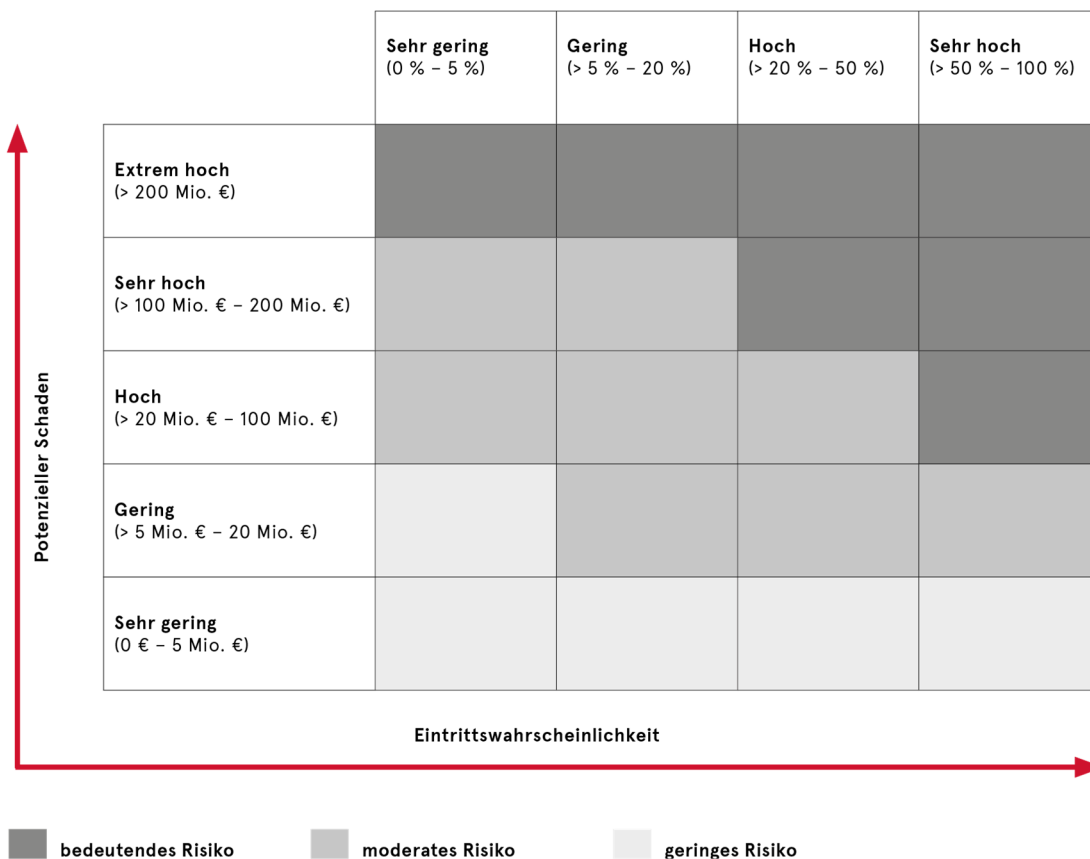 Sehr gering
(0 % – 5 %)
Gering
(> 5 % – 20 %)
Hoch
(> 20 % – 50 %)
Sehr hoch
(> 50 % – 100 %)
Extrem hoch
(> 200 Mio. €)
Sehr hoch
(> 100 Mio. € – 200 Mio. €)
Hoch
(> 20 Mio. € – 100 Mio. €)
Gering
(> 5 Mio. € – 20 Mio. €)
Sehr gering
(0 € – 5 Mio. €)
Potenzieller Schaden
Eintrittswahrscheinlichkeit
bedeutendes Risiko
moderates Risiko
geringes Risiko